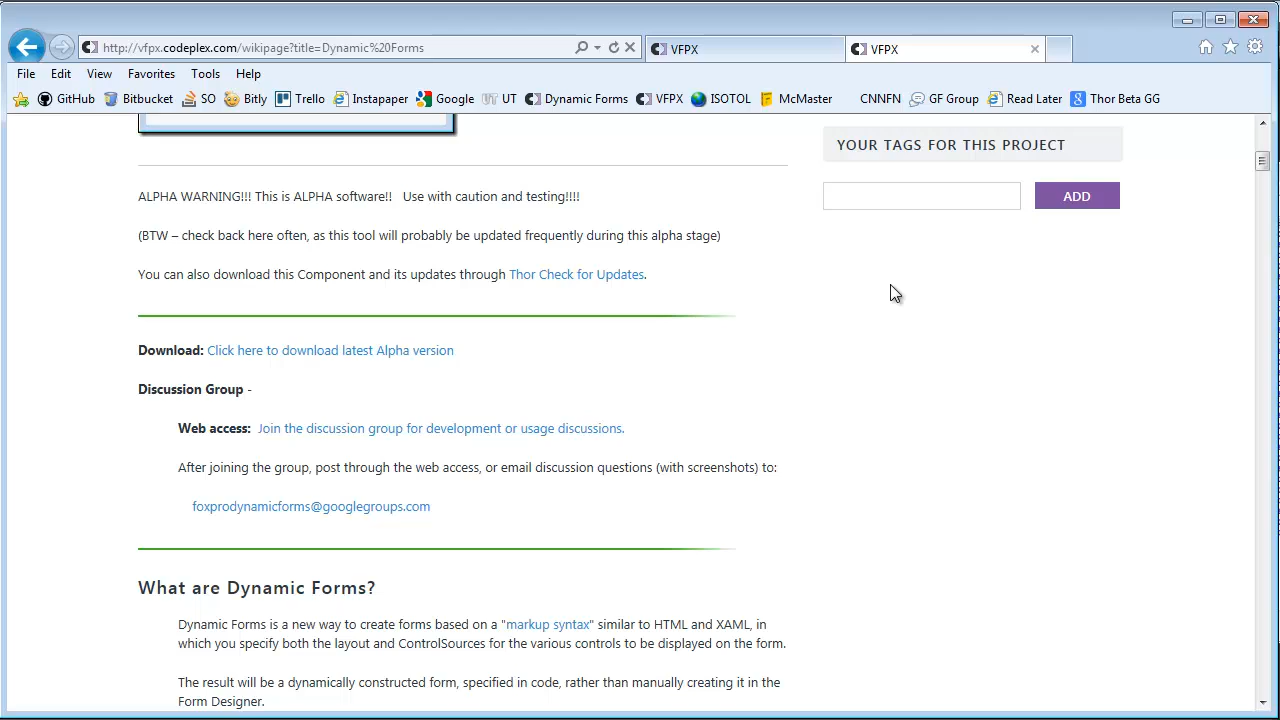 http://vfpx.codeplex.com/wikipage?title=Dynamic%20Forms
VFPX
VFPX
File Edit View Favorites Tools Help
GitHub Bitbucket SO Bitly Trello Instapaper Google UT Dynamic Forms VFPX ISOTOL McMaster CNNFN GF Group Read Later Thor Beta GG
YOUR TAGS FOR THIS PROJECT
ADD
ALPHA WARNING!!! This is ALPHA software!! Use with caution and testing!!!!
(BTW – check back here often, as this tool will probably be updated frequently during this alpha stage)
You can also download this Component and its updates through Thor Check for Updates.
Download: Click here to download latest Alpha version
Discussion Group -
Web access: Join the discussion group for development or usage discussions.
After joining the group, post through the web access, or email discussion questions (with screenshots) to:
foxprodynamicforms@googlegroups.com
What are Dynamic Forms?
Dynamic Forms is a new way to create forms based on a "markup syntax" similar to HTML and XAML, in
which you specify both the layout and ControlSources for the various controls to be displayed on the form.
The result will be a dynamically constructed form, specified in code, rather than manually creating it in the
Form Designer.